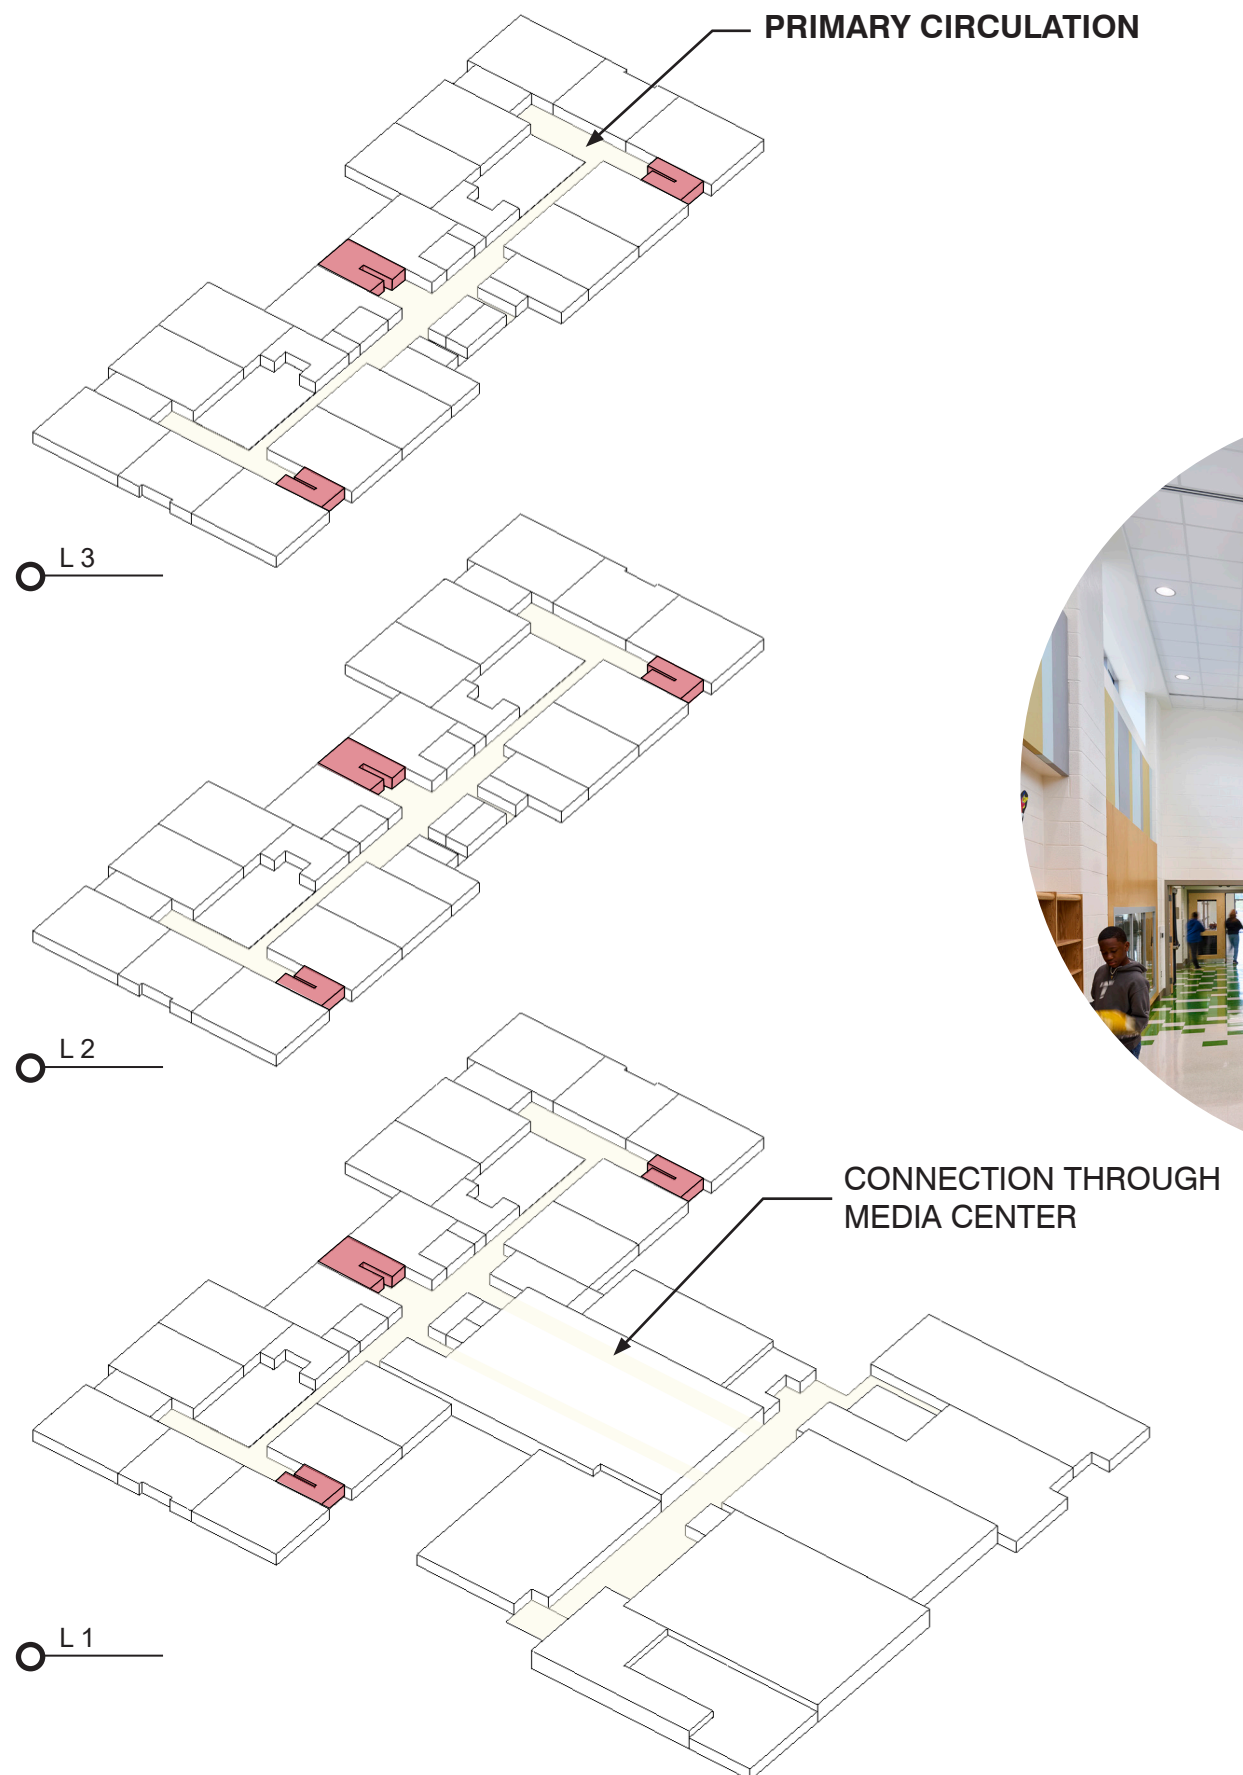 PRIMARY CIRCULATION
L 3
L 2
CONNECTION THROUGH
MEDIA CENTER
L 1